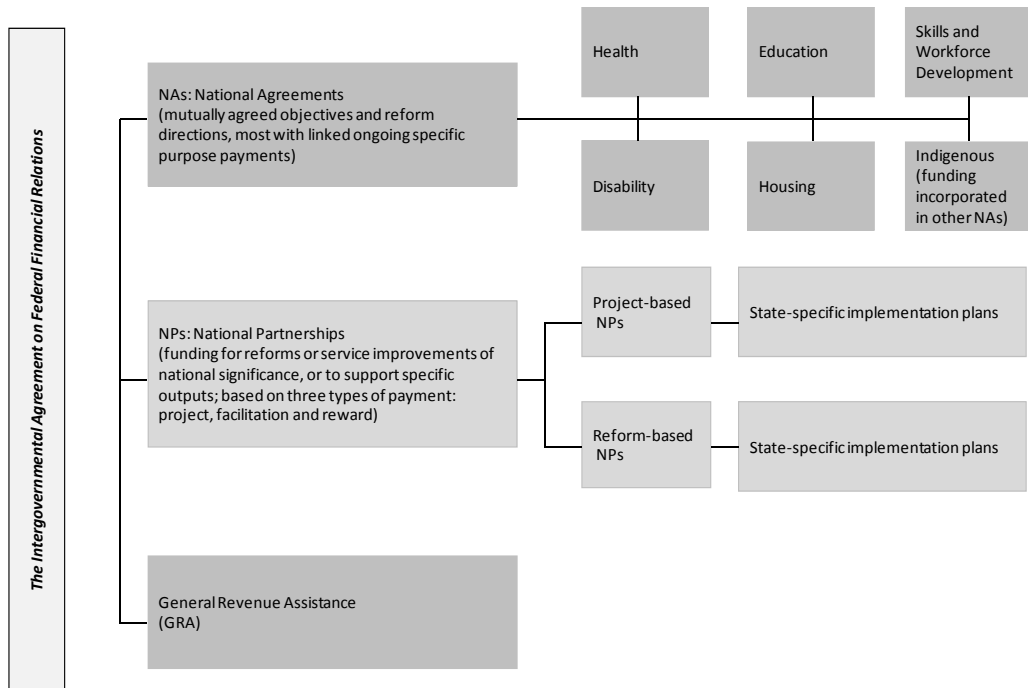 The Intergovernmental Agreement on Federal Financial Relations
NAs: National Agreements
(mutually agreed objectives and reform
directions, most with linked ongoing specific
purpose payments)
Health
Education
Skills and
Workforce
Development
Disability
Housing
Indigenous
(funding
incorporated
in other NAs)
NPs: National Partnerships
(funding for reforms or service improvements of
national significance, or to support specific
outputs; based on three types of payment:
project, facilitation and reward)
Project-based
NPs
State-specific implementation plans
Reform-based
NPs
State-specific implementation plans
General Revenue Assistance
(GRA)